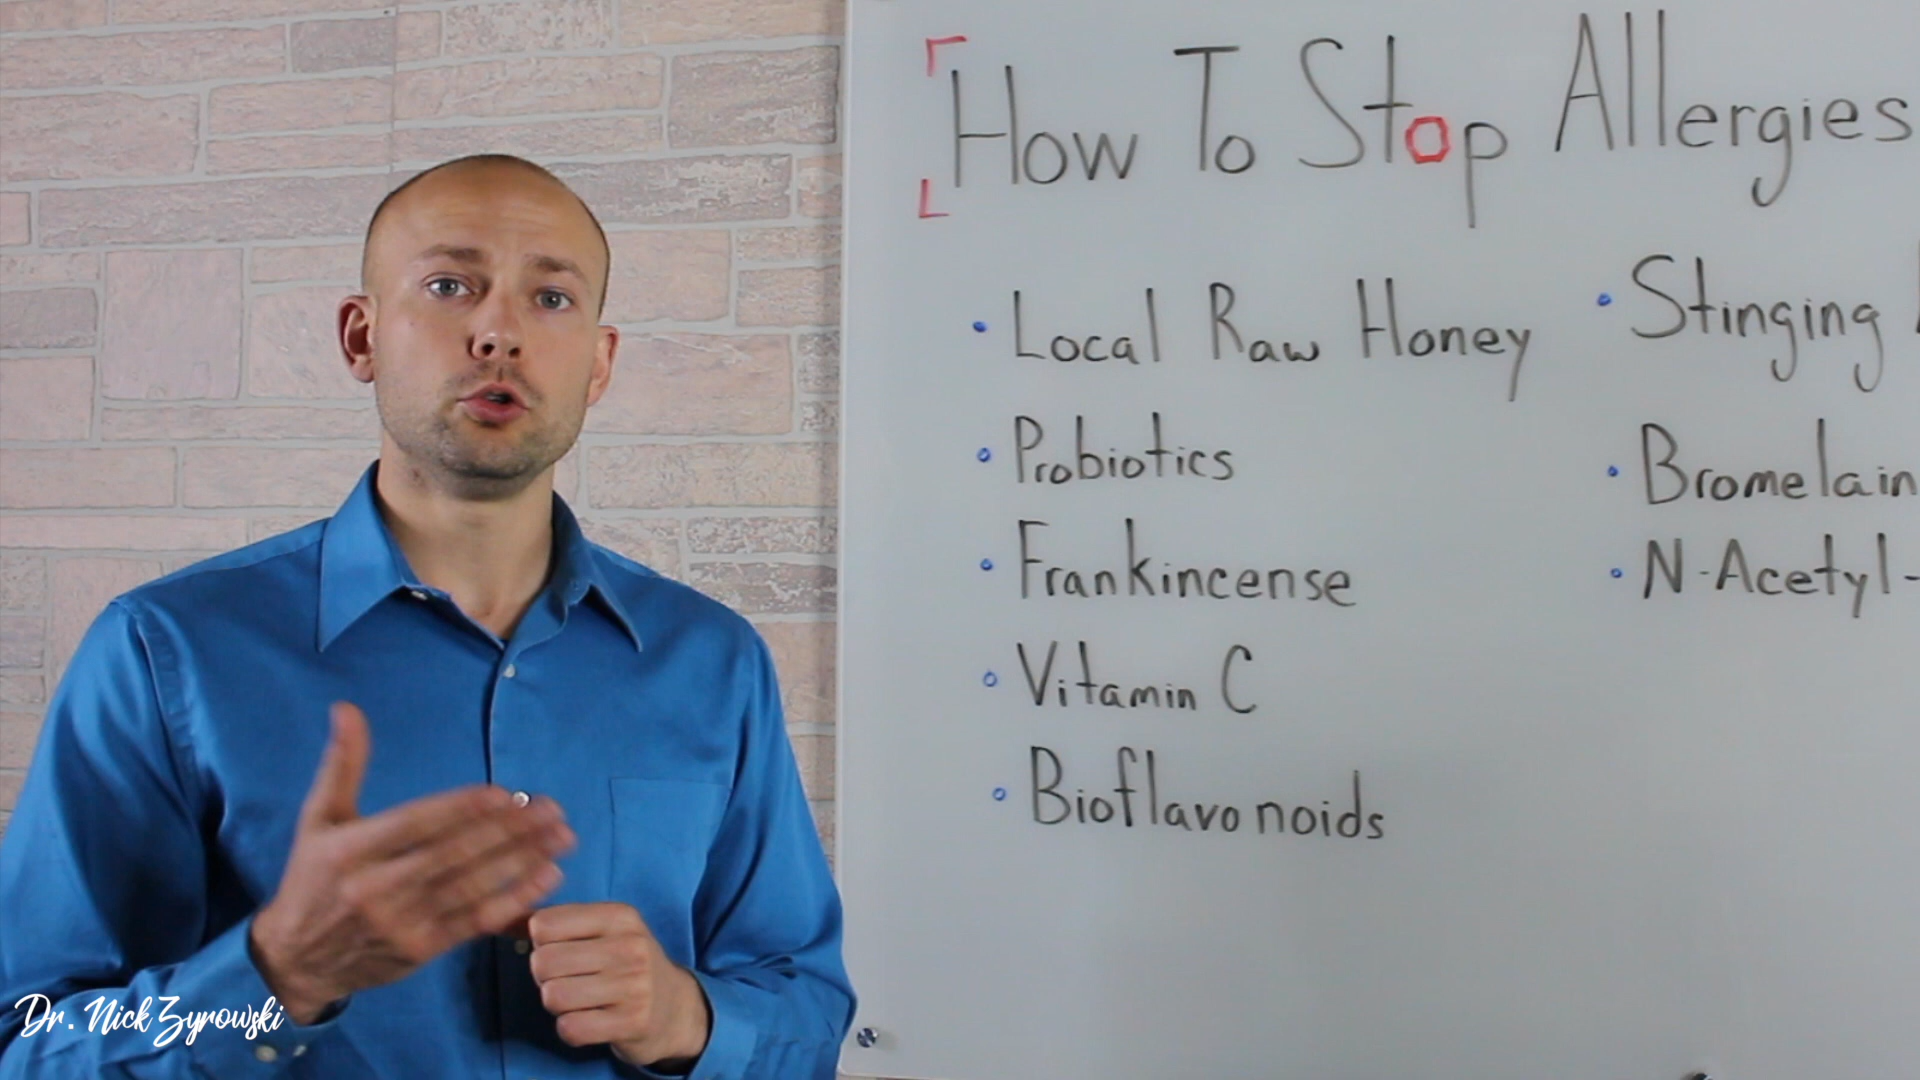 How To Stop Allergies
• Local Raw Honey
• Probiotics
• Frankincense
• Vitamin C
• Bioflavonoids
• Stinging
• Bromelain
• N-Acetyl-
Dr. Nick Zyrowski